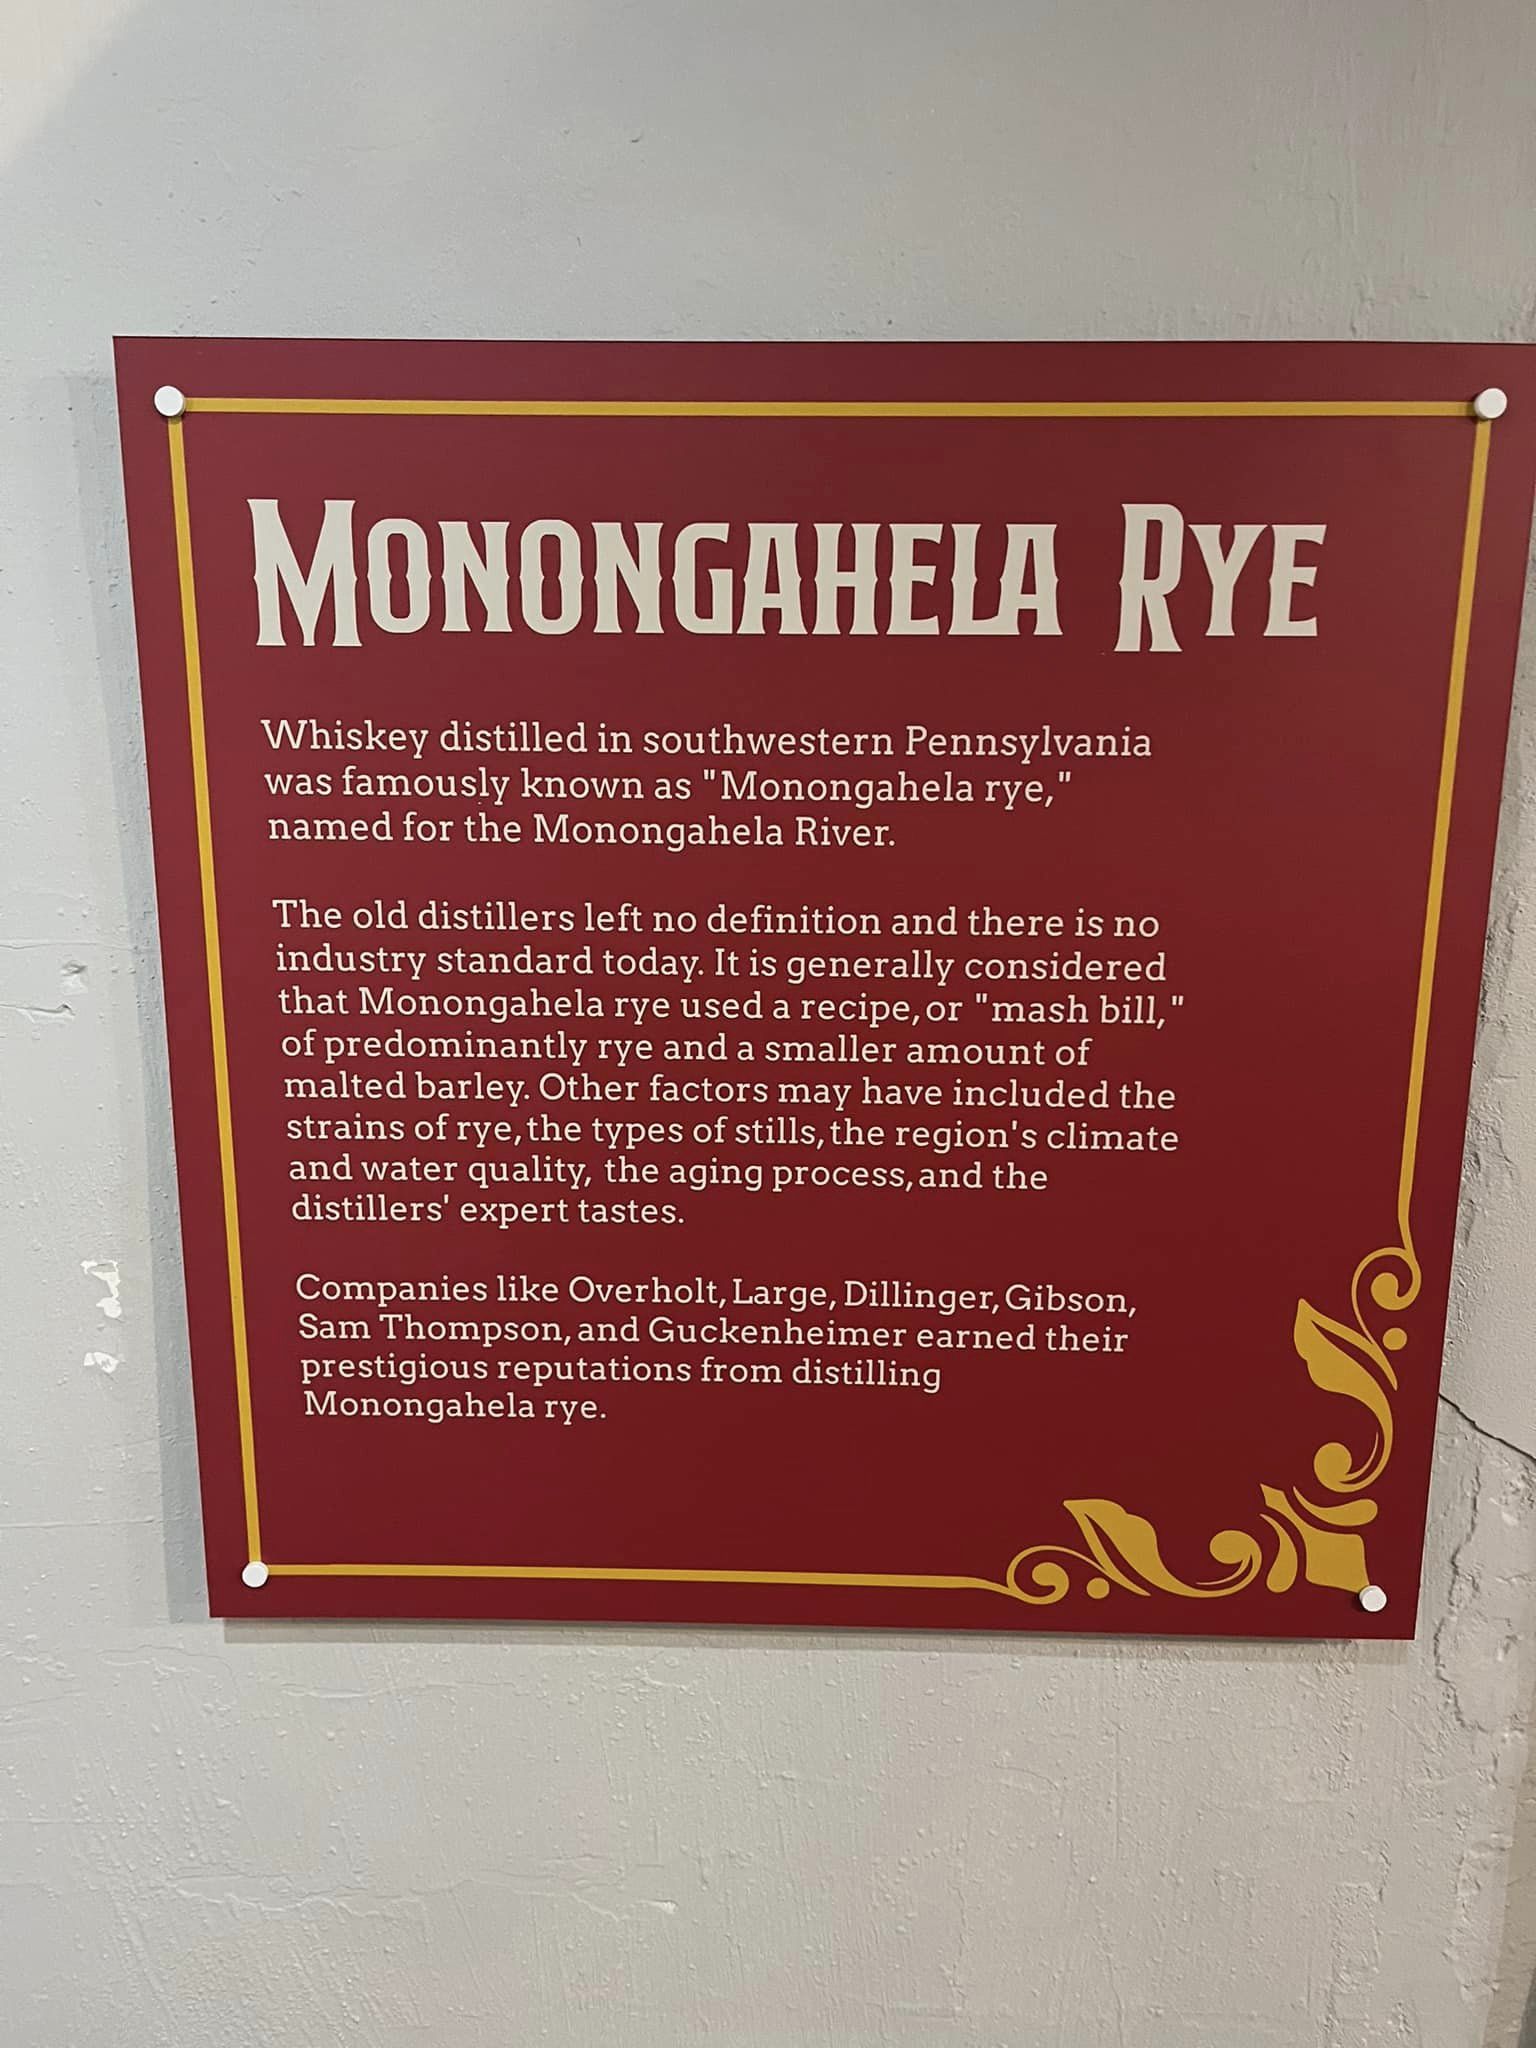 MONONGAHELA RYE
Whiskey distilled in southwestern Pennsylvania
was famously known as "Monongahela rye,"
named for the Monongahela River.
The old distillers left no definition and there is no
industry standard today. It is generally considered
that Monongahela rye used a recipe, or "mash bill,"
of predominantly rye and a smaller amount of
malted barley. Other factors may have included the
strains of rye, the types of stills, the region's climate
and water quality, the aging process, and the
distillers' expert tastes.
Companies like Overholt, Large, Dillinger, Gibson,
Sam Thompson, and Guckenheimer earned their
prestigious reputations from distilling
Monongahela rye.